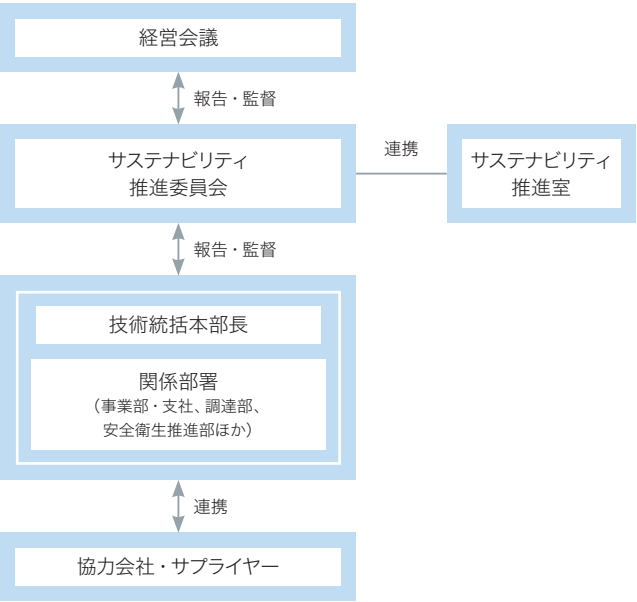 経営会議
報告・監督
サステナビリティ
推進委員会
連携
サステナビリティ
推進室
報告・監督
技術統括本部長
関係部署
（事業部・支社、調達部、
安全衛生推進部ほか）
連携
協力会社・サプライヤー